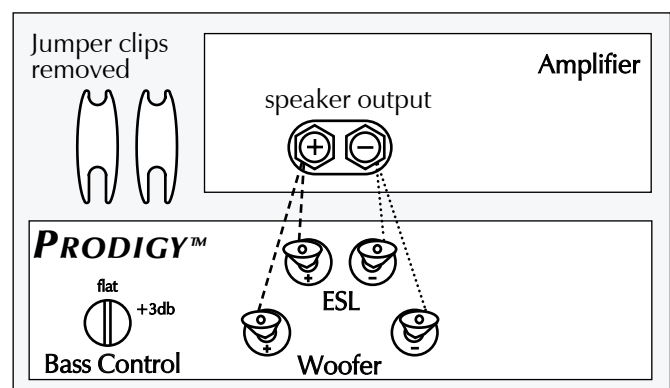 Jumper clips
removed
Amplifier
speaker output
+ −
PRODIGY™
flat
+3db
Bass Control
+ −
ESL
+ −
Woofer